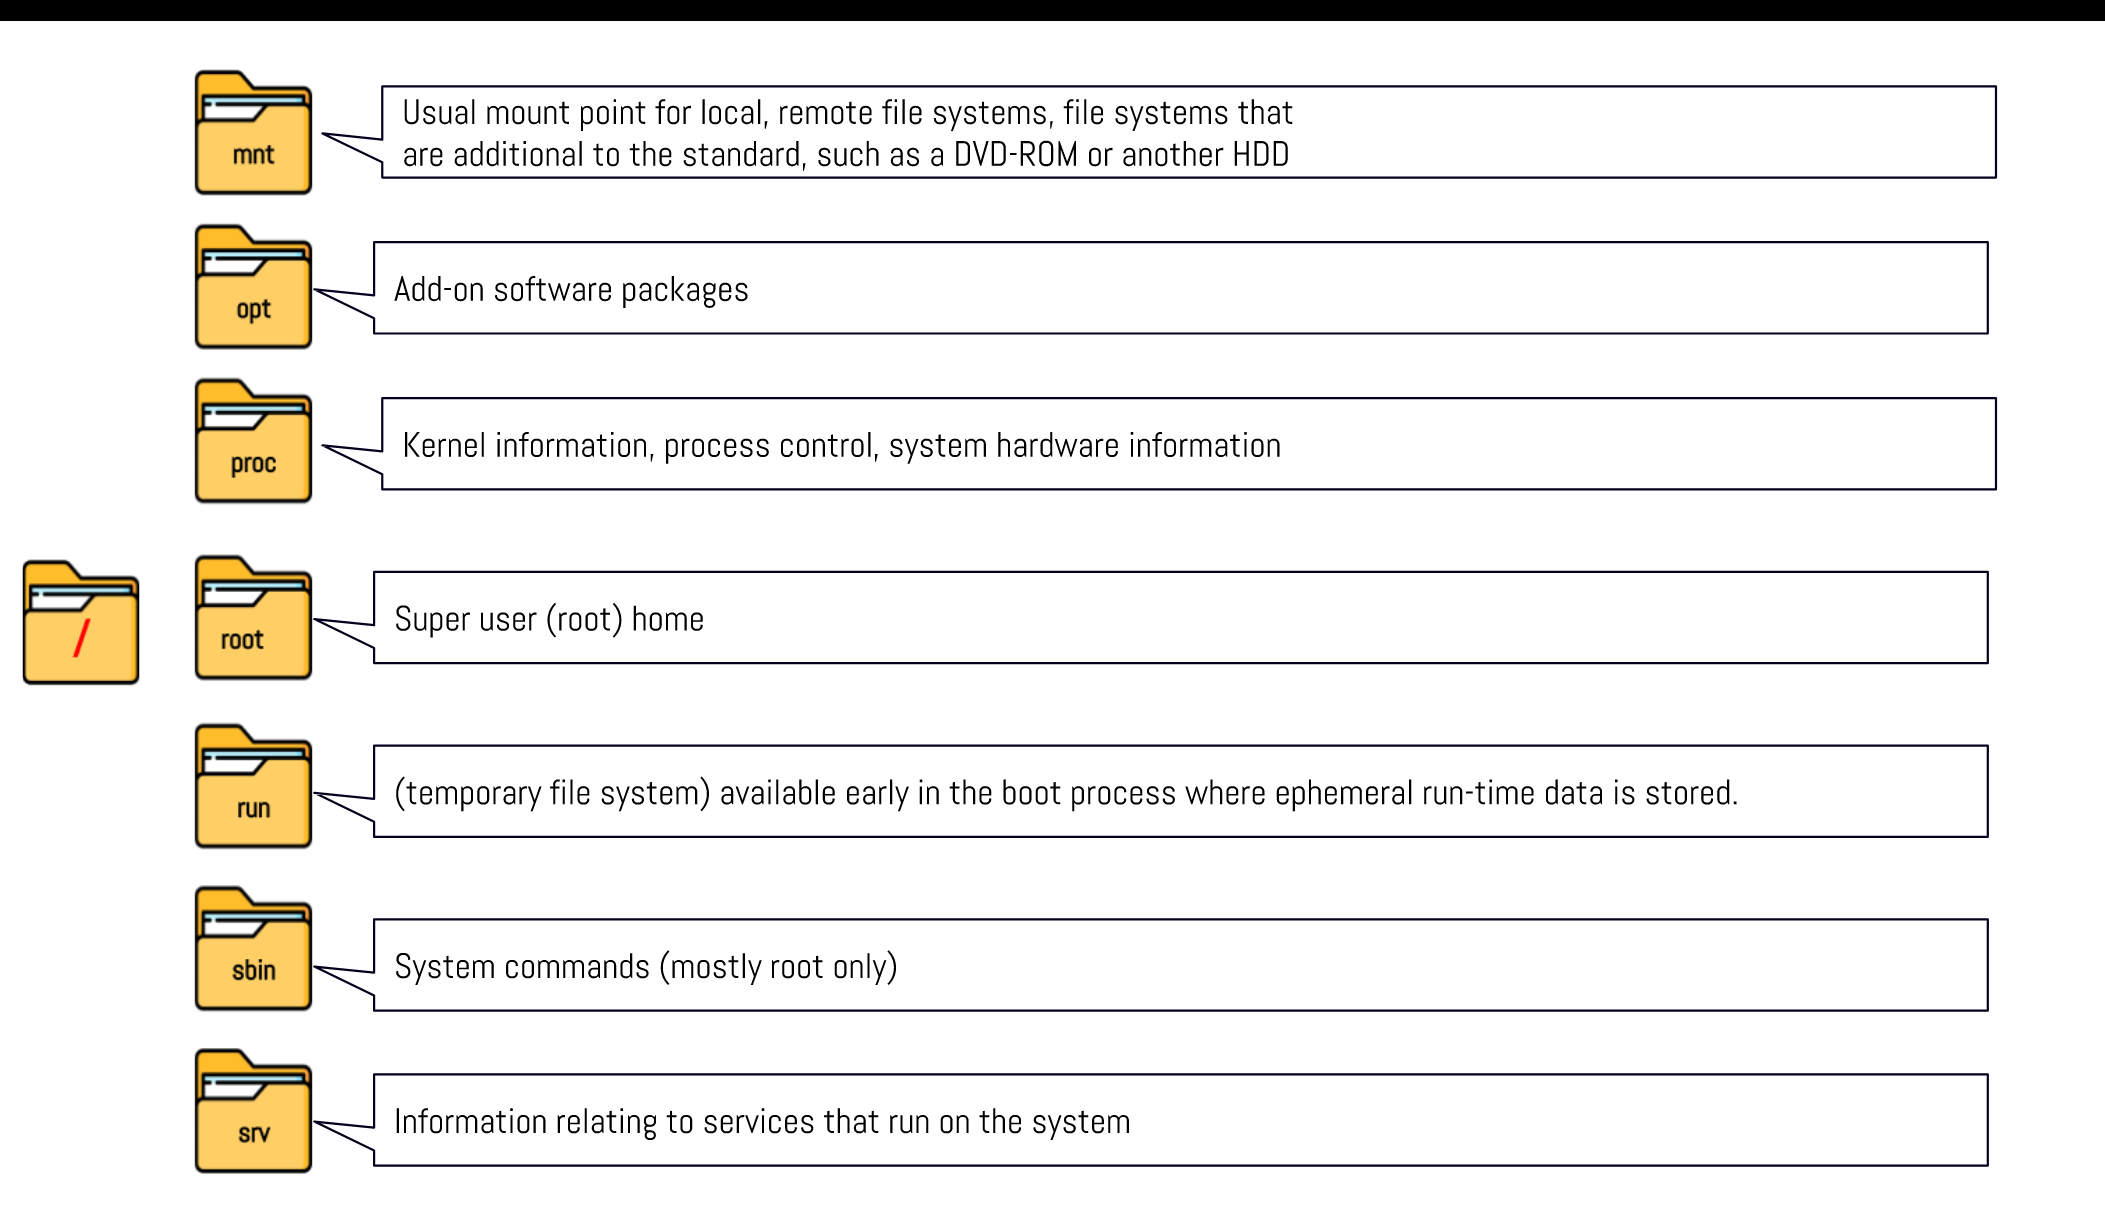 mnt
Usual mount point for local, remote file systems, file systems that
are additional to the standard, such as a DVD-ROM or another HDD
opt
Add-on software packages
proc
Kernel information, process control, system hardware information
/
root
Super user (root) home
run
(temporary file system) available early in the boot process where ephemeral run-time data is stored.
sbin
System commands (mostly root only)
srv
Information relating to services that run on the system